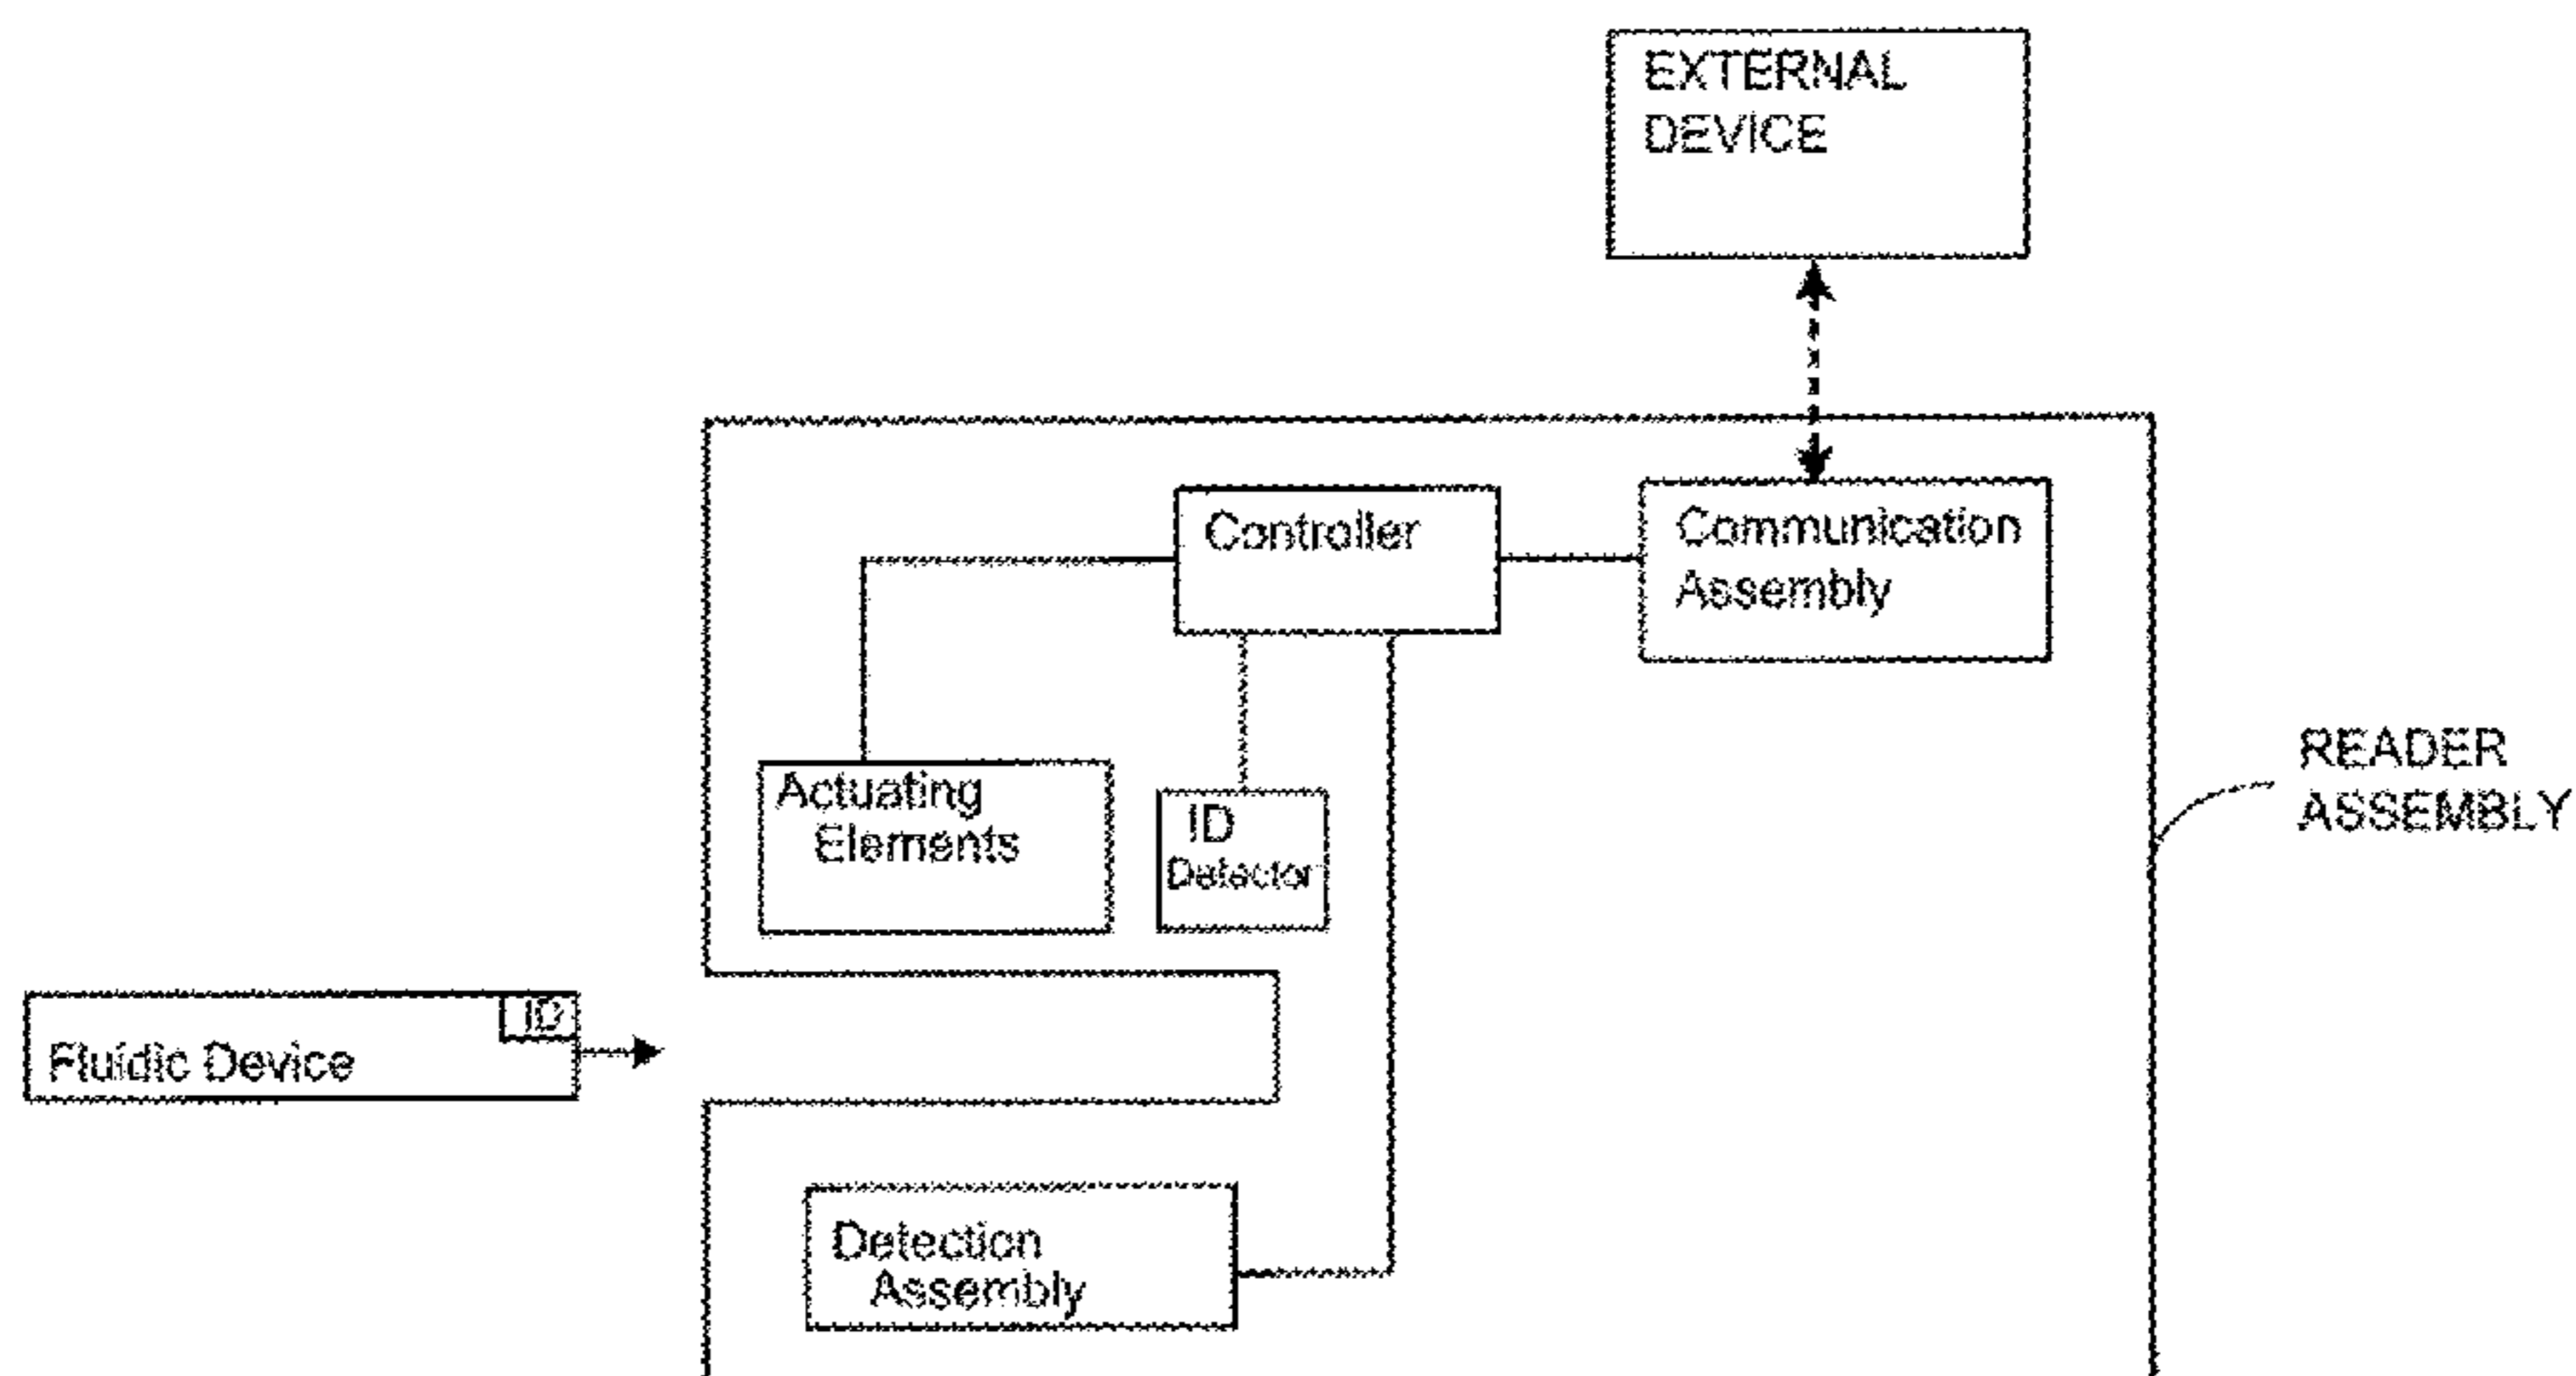 EXTERNAL
DEVICE
Controller
Communication
Assembly
READER
ASSEMBLY
Actuating
Elements
ID
Detector
ID
Fluidic Device
Detection
Assembly